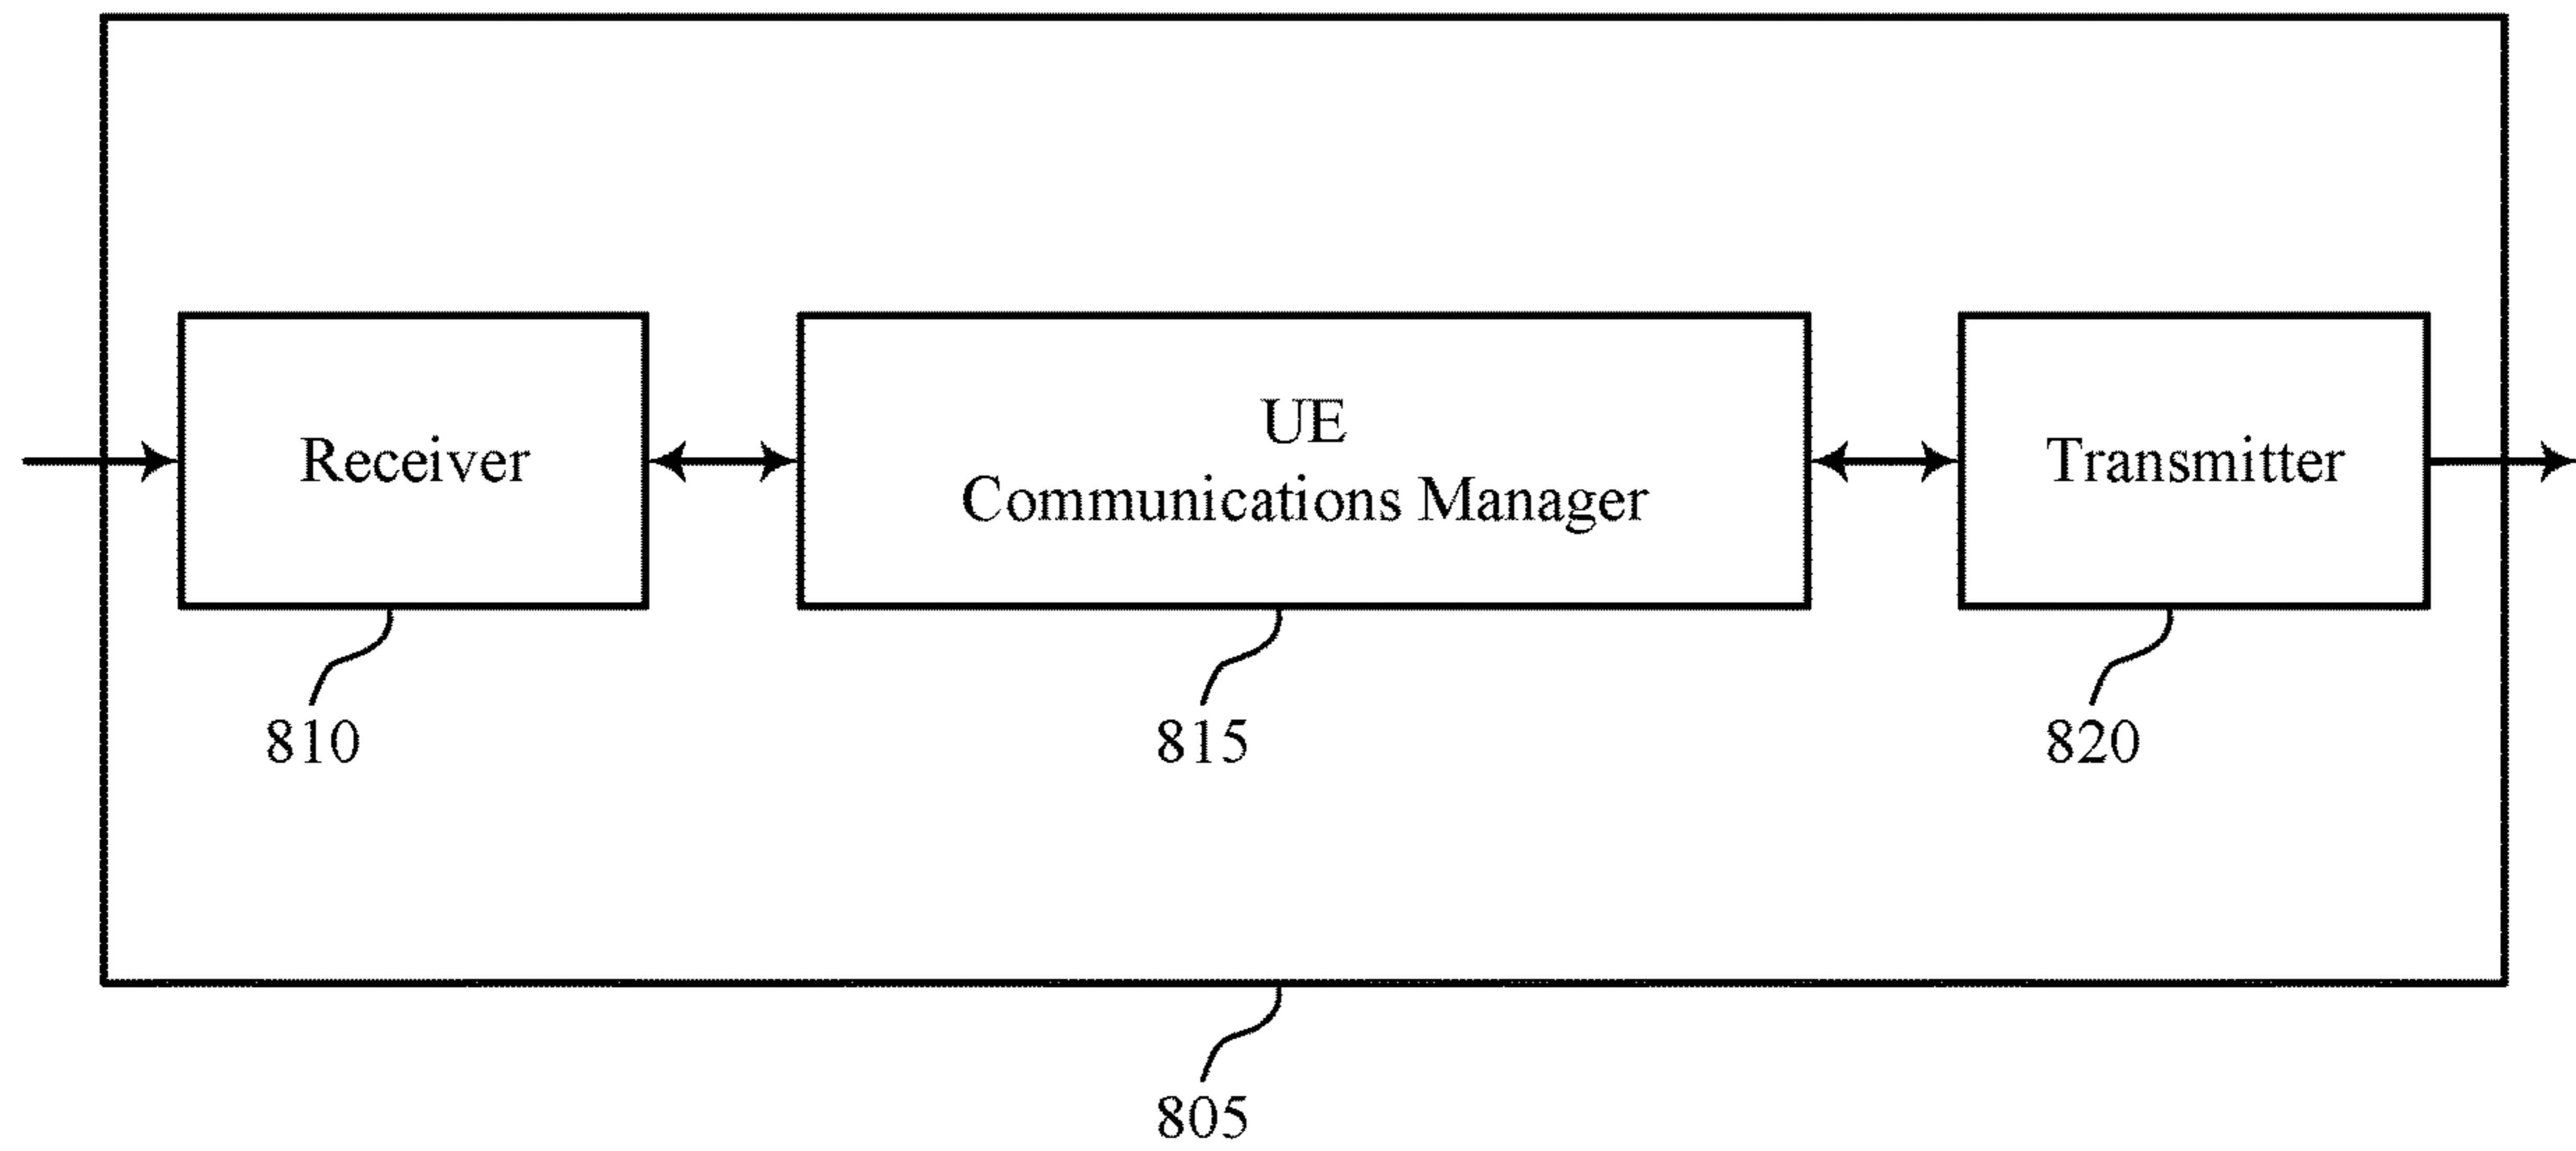 Receiver
UE
Communications Manager
Transmitter
810
815
820
805